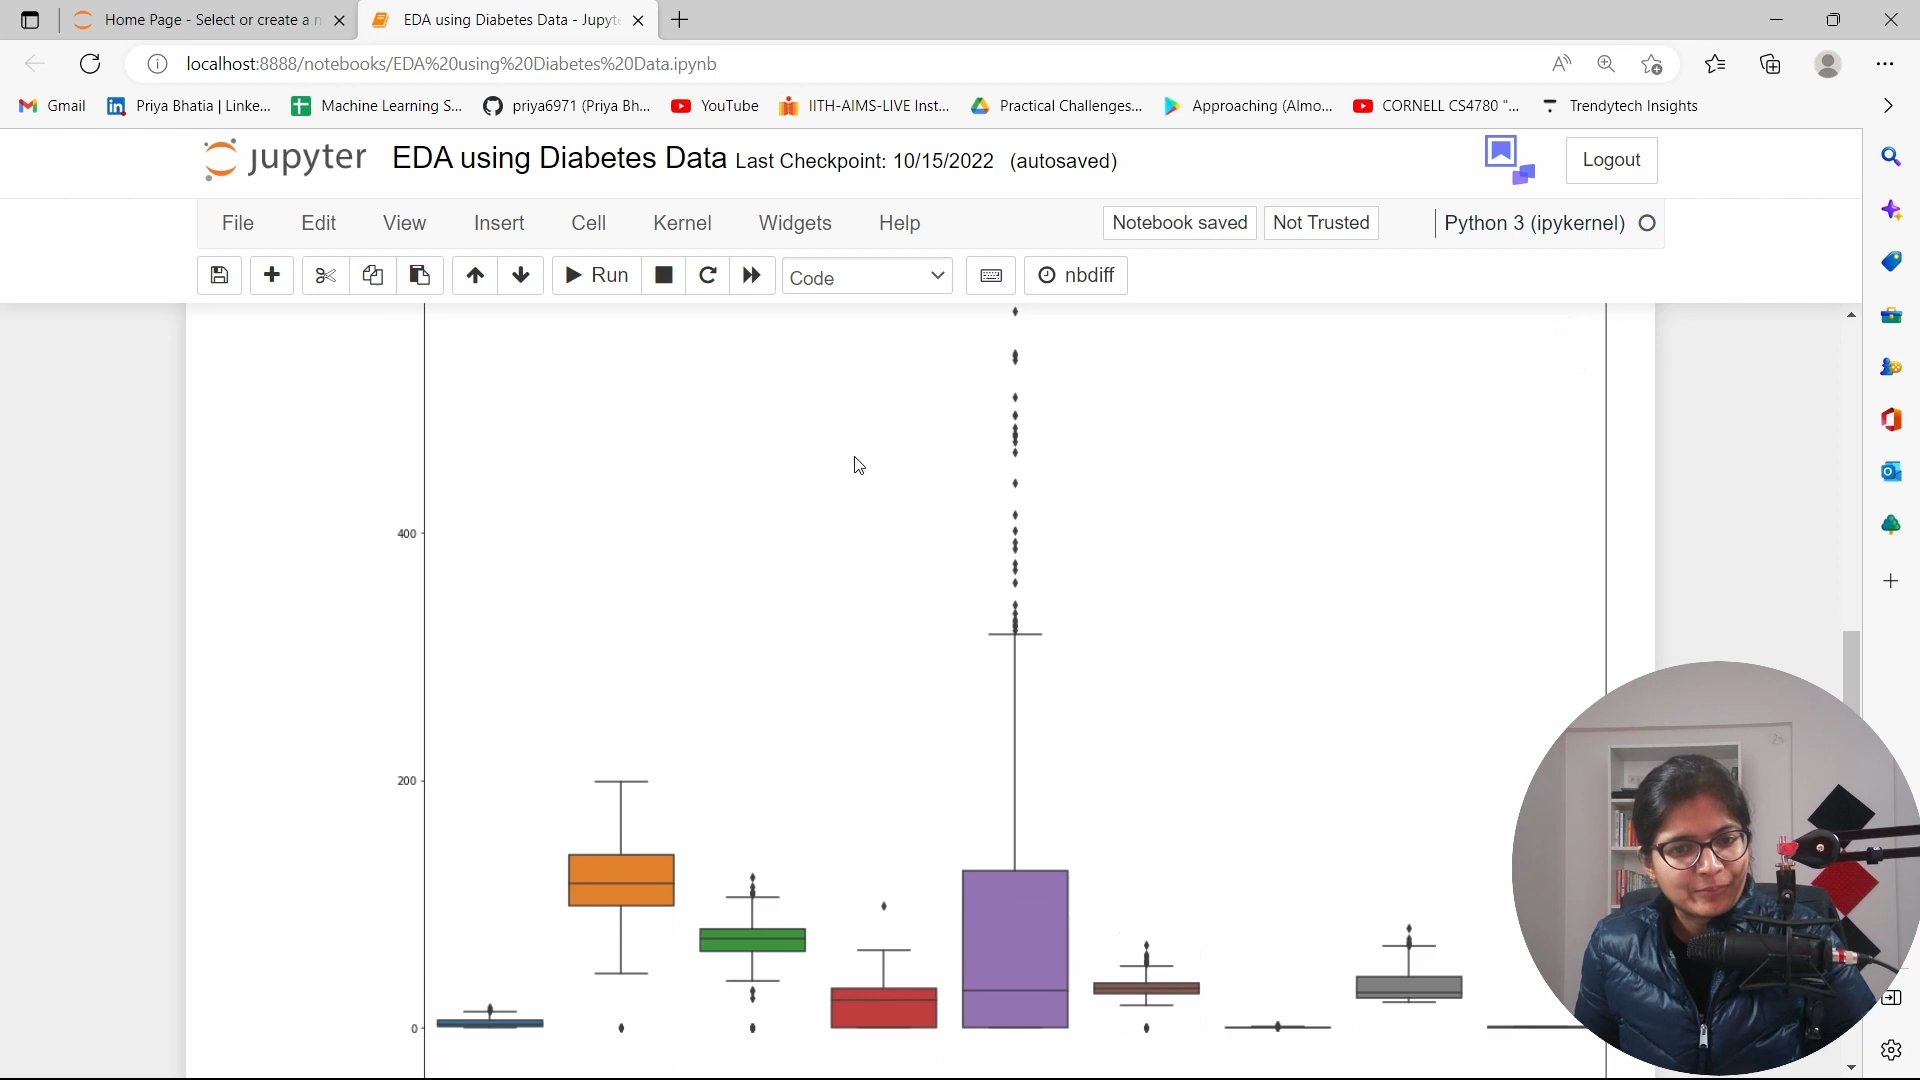 Home Page - Select or create a n
EDA using Diabetes Data - Jupyte
localhost:8888/notebooks/EDA%20using%20Diabetes%20Data.ipynb
Gmail
Priya Bhatia | Linke...
Machine Learning S...
priya6971 (Priya Bh...
YouTube
IITH-AIMS-LIVE Inst...
Practical Challenges...
Approaching (Almo...
CORNELL CS4780 "...
Trendytech Insights
jupyter EDA using Diabetes Data Last Checkpoint: 10/15/2022 (autosaved)
Logout
File Edit View Insert Cell Kernel Widgets Help
Notebook saved Not Trusted Python 3 (ipykernel)
Run Code nbdiff
400
200
0